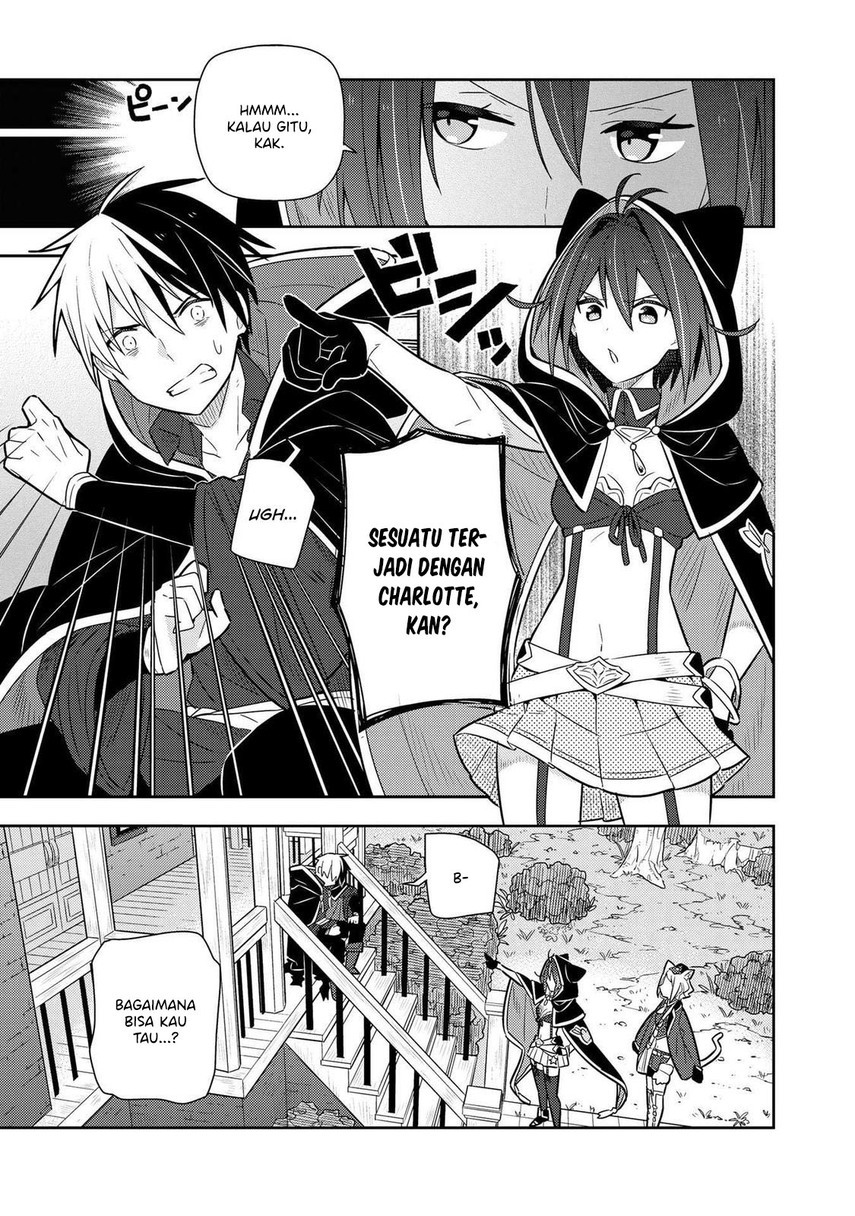 ピーン
HMMM...
KALAU GITU,
KAK.
ビシッ
SESUATU TER-
JADI DENGAN
CHARLOTTE,
KAN?
UGH...
B-
BAGAIMANA
BISA KAU
TAU...?